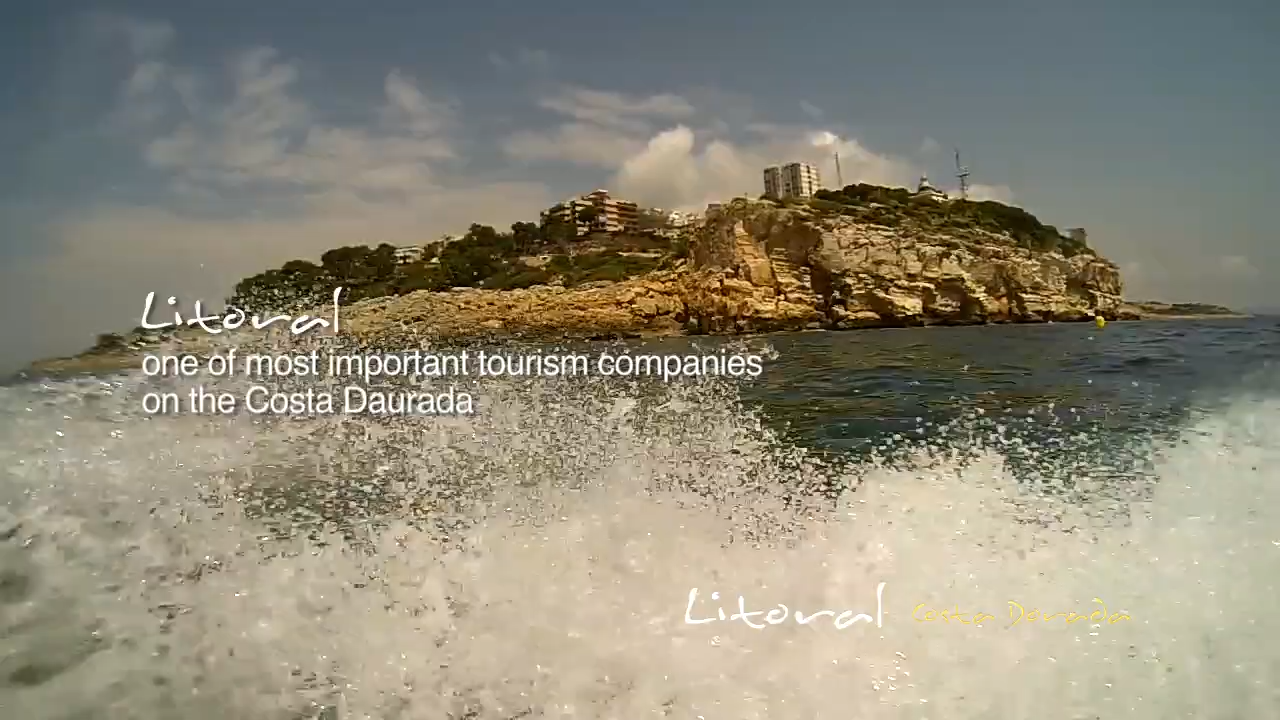 Litoral
one of most important tourism companies
on the Costa Daurada
Litoral Costa Dorada